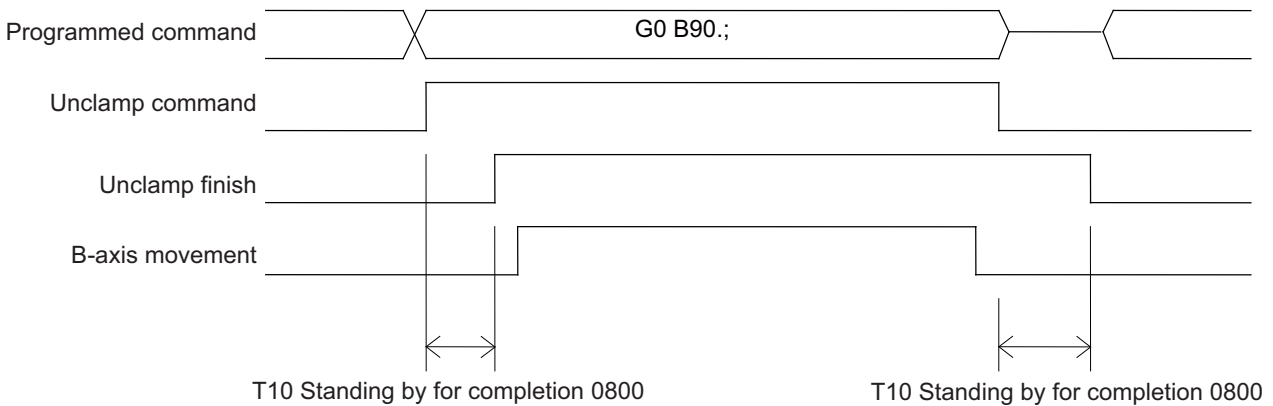 Programmed command
G0 B90.;
Unclamp command
Unclamp finish
B-axis movement
T10 Standing by for completion 0800
T10 Standing by for completion 0800